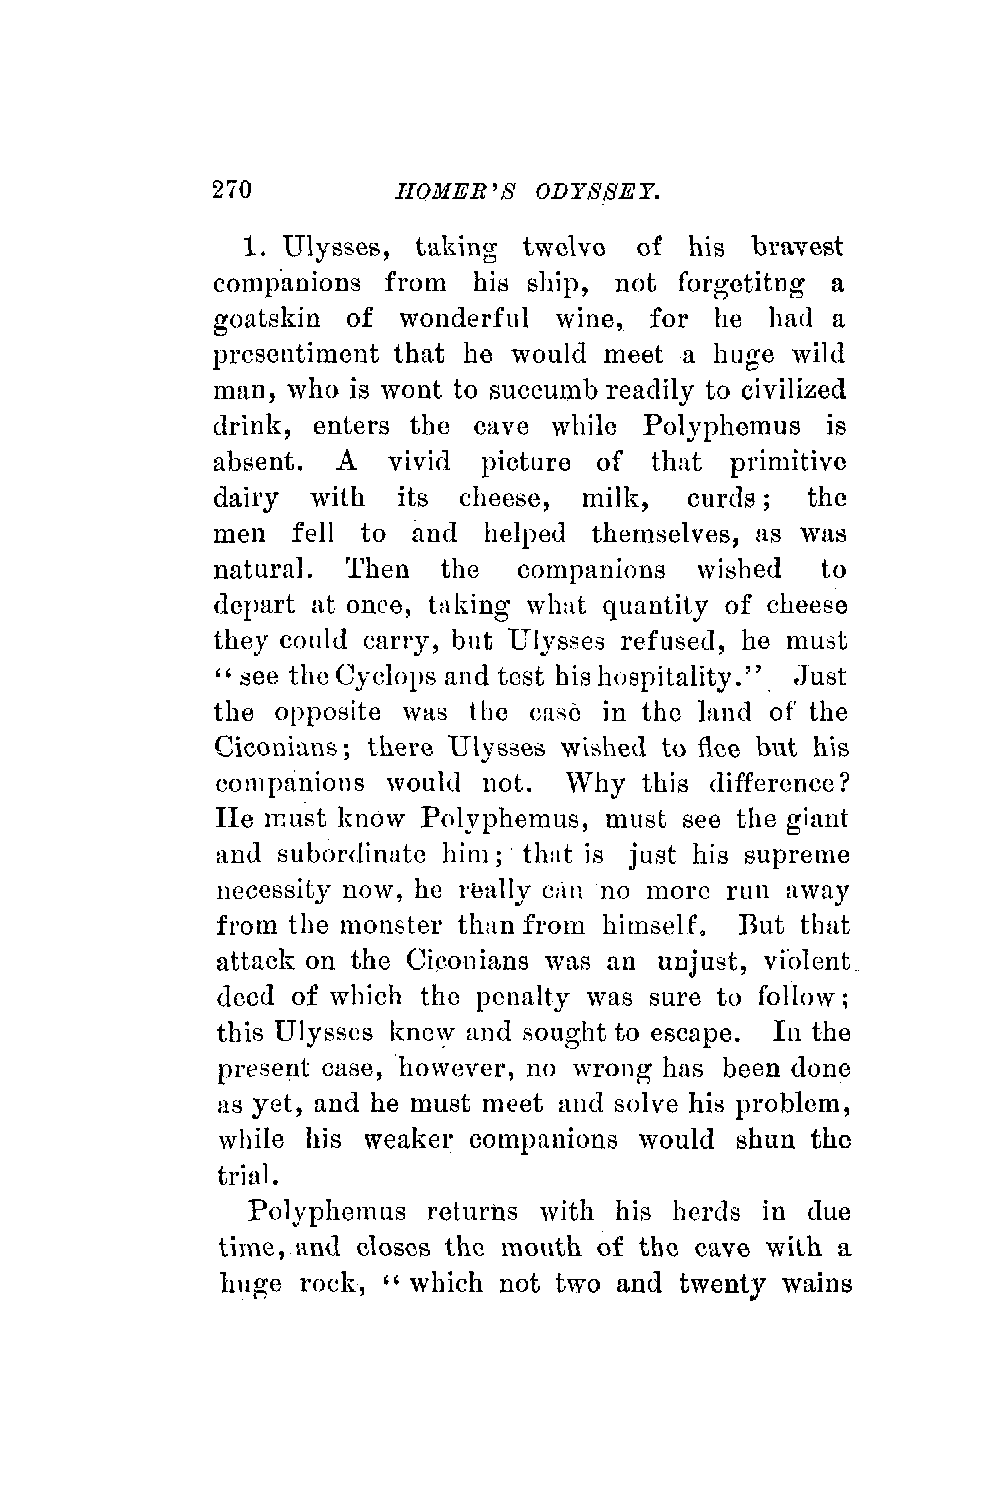 270 HOMER'S ODYSSEY.
1. Ulysses, taking twelve of his bravest
companions from his ship, not forgetitng a
goatskin of wonderful wine, for he had a
presentiment that he would meet a huge wild
man, who is wont to succumb readily to civilized
drink, enters the cave while Polyphemus is
absent. A vivid picture of that primitive
dairy with its cheese, milk, curds; the
men fell to and helped themselves, as was
natural. Then the companions wished to
depart at once, taking what quantity of cheese
they could carry, but Ulysses refused, he must
“see the Cyclops and test his hospitality.” Just
the opposite was the case in the land of the
Ciconians; there Ulysses wished to flee but his
companions would not. Why this difference?
He must know Polyphemus, must see the giant
and subordinate him; that is just his supreme
necessity now, he really can no more run away
from the monster than from himself. But that
attack on the Ciconians was an unjust, violent
deed of which the penalty was sure to follow;
this Ulysses knew and sought to escape. In the
present case, however, no wrong has been done
as yet, and he must meet and solve his problem,
while his weaker companions would shun the
trial.
Polyphemus returns with his herds in due
time, and closes the mouth of the cave with a
huge rock, “which not two and twenty wains